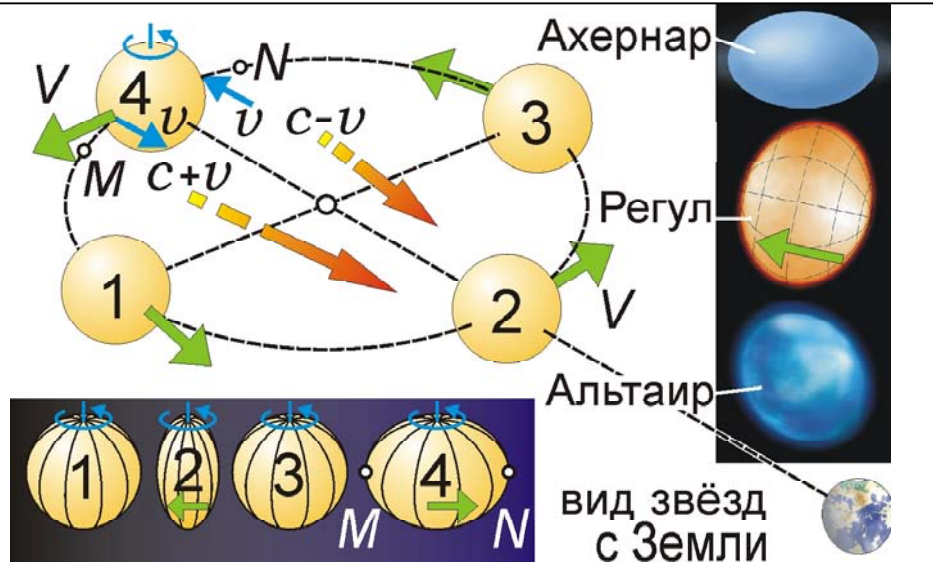 Ахернар
N
V
4
υ
υ
c-υ
3
M
c+υ
Регул
1
2
V
Альтаир
1
2
3
4
M
N
вид звёзд
с Земли